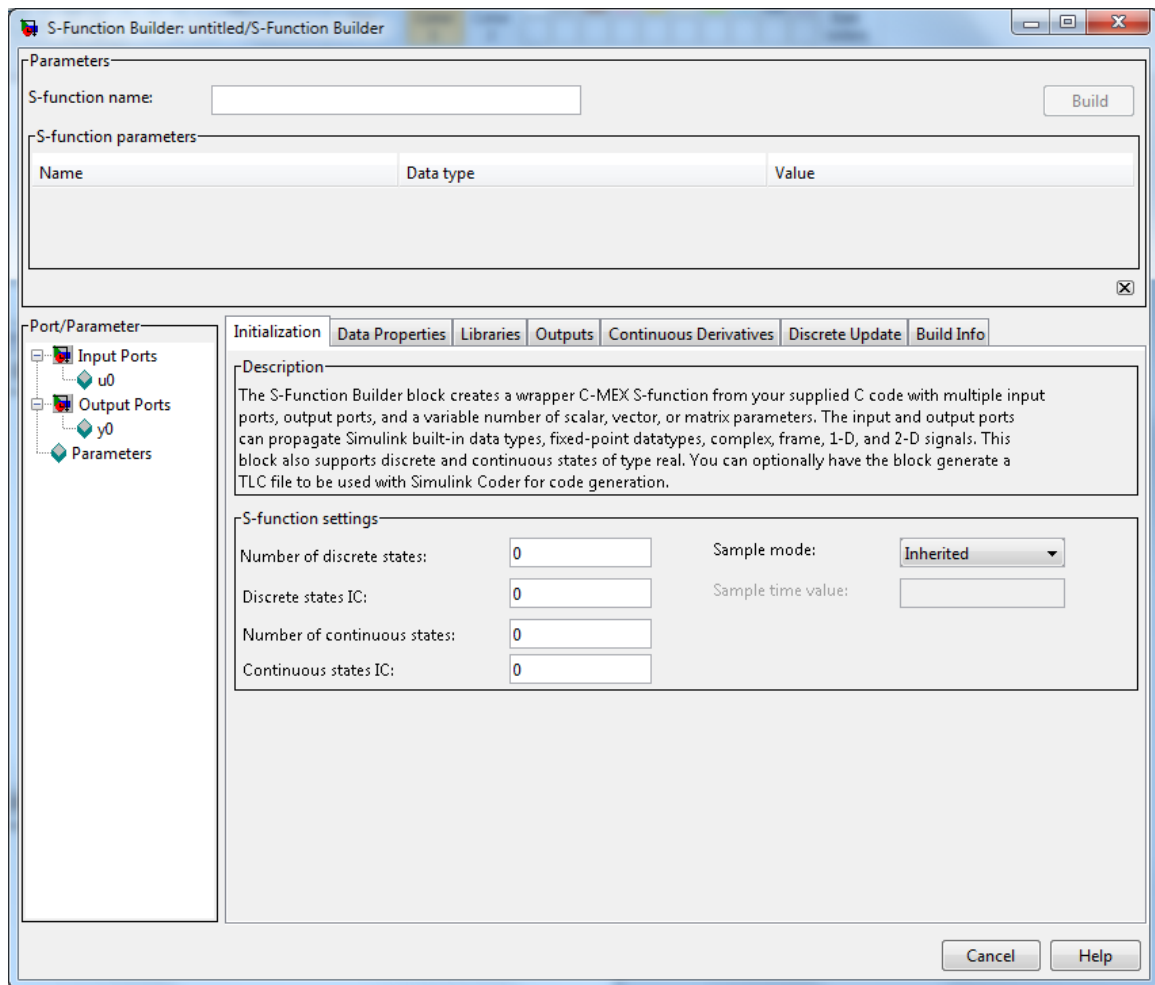 S-Function Builder: untitled/S-Function Builder
Parameters
S-function name:
Build
S-function parameters
Name Data type Value
Port/Parameter
Input Ports
u0
Output Ports
y0
Parameters
Initialization Data Properties Libraries Outputs Continuous Derivatives Discrete Update Build Info
Description
The S-Function Builder block creates a wrapper C-MEX S-function from your supplied C code with multiple input
ports, output ports, and a variable number of scalar, vector, or matrix parameters. The input and output ports
can propagate Simulink built-in data types, fixed-point datatypes, complex, frame, 1-D, and 2-D signals. This
block also supports discrete and continuous states of type real. You can optionally have the block generate a
TLC file to be used with Simulink Coder for code generation.
S-function settings
Number of discrete states: 0 Sample mode: Inherited
Discrete states IC: 0 Sample time value:
Number of continuous states: 0
Continuous states IC: 0
Cancel Help